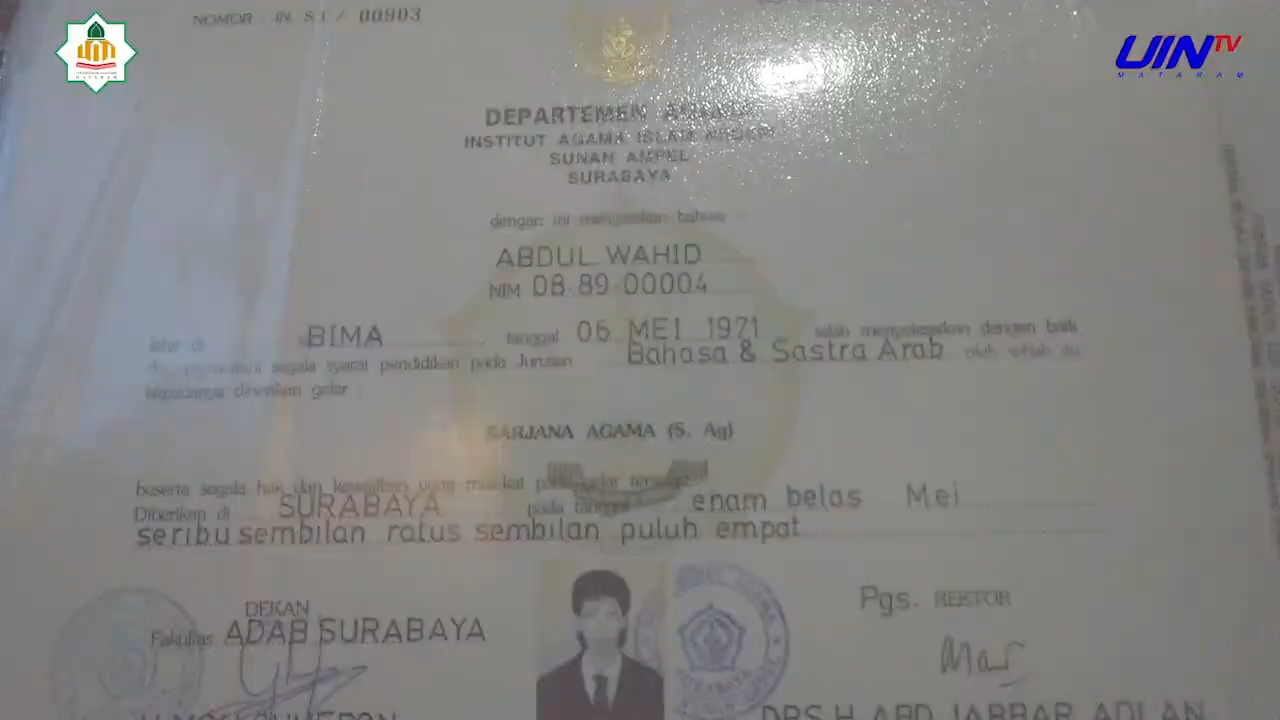 NOMOR : IN. S.I / 00903
UIN TV
MATARAM
DEPARTEMEN AGAMA
INSTITUT AGAMA ISLAM NEGERI
SUNAN AMPEL
SURABAYA
dengan ini menyatakan bahwa :
ABDUL WAHID
NIM 08.89.00004
lahir di BIMA tanggal 06 MEI 1971 telah menyelesaikan dengan baik
segala syarat pendidikan pada Jurusan Bahasa & Sastra Arab oleh sebab itu
kepadanya diberikan gelar :
SARJANA AGAMA (S. Ag)
beserta segala hak dan kewajiban yang melekat pada gelar tersebut
Diberikan di SURABAYA pada tanggal enam belas Mei
seribu sembilan ratus sembilan puluh empat
DEKAN
Fakultas ADAB SURABAYA
Pgs. REKTOR
DRS.H.ABD.JABBAR ADLAN